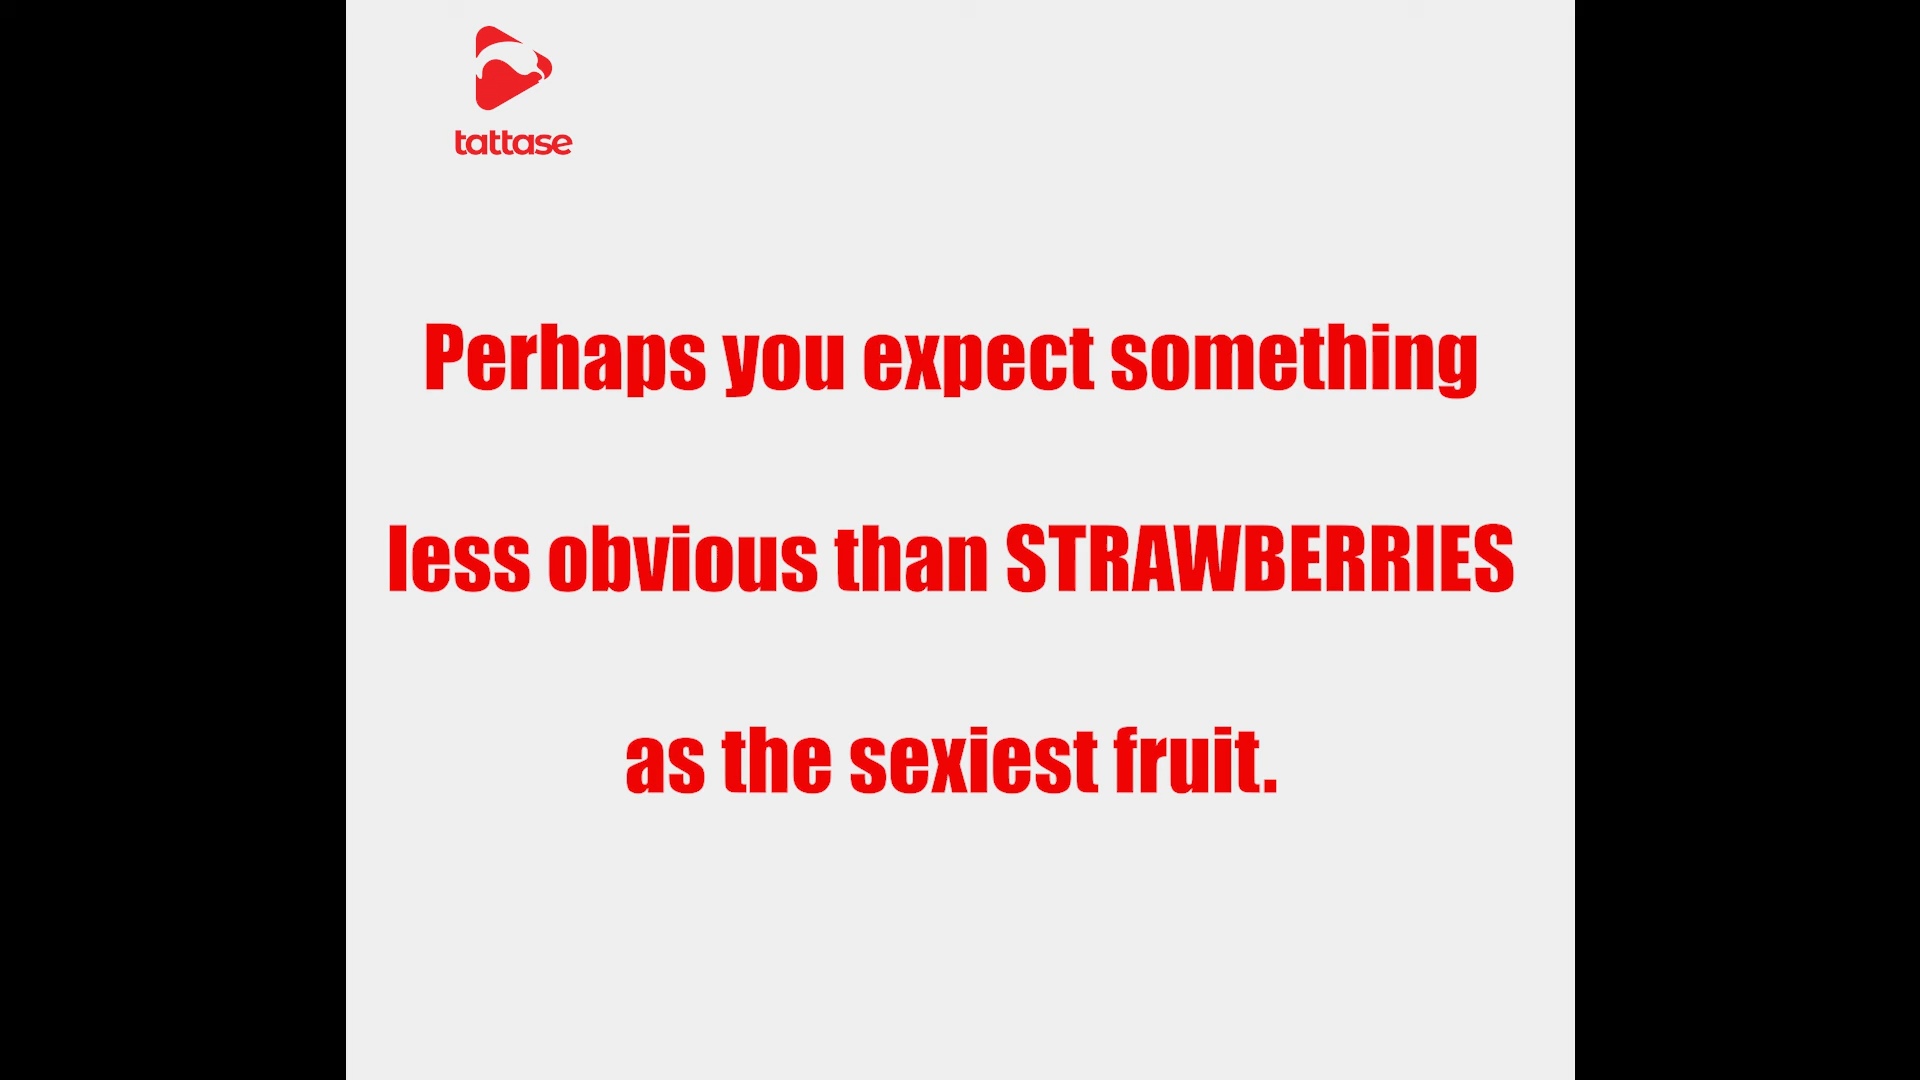 tattase
Perhaps you expect something
less obvious than STRAWBERRIES
as the sexiest fruit.